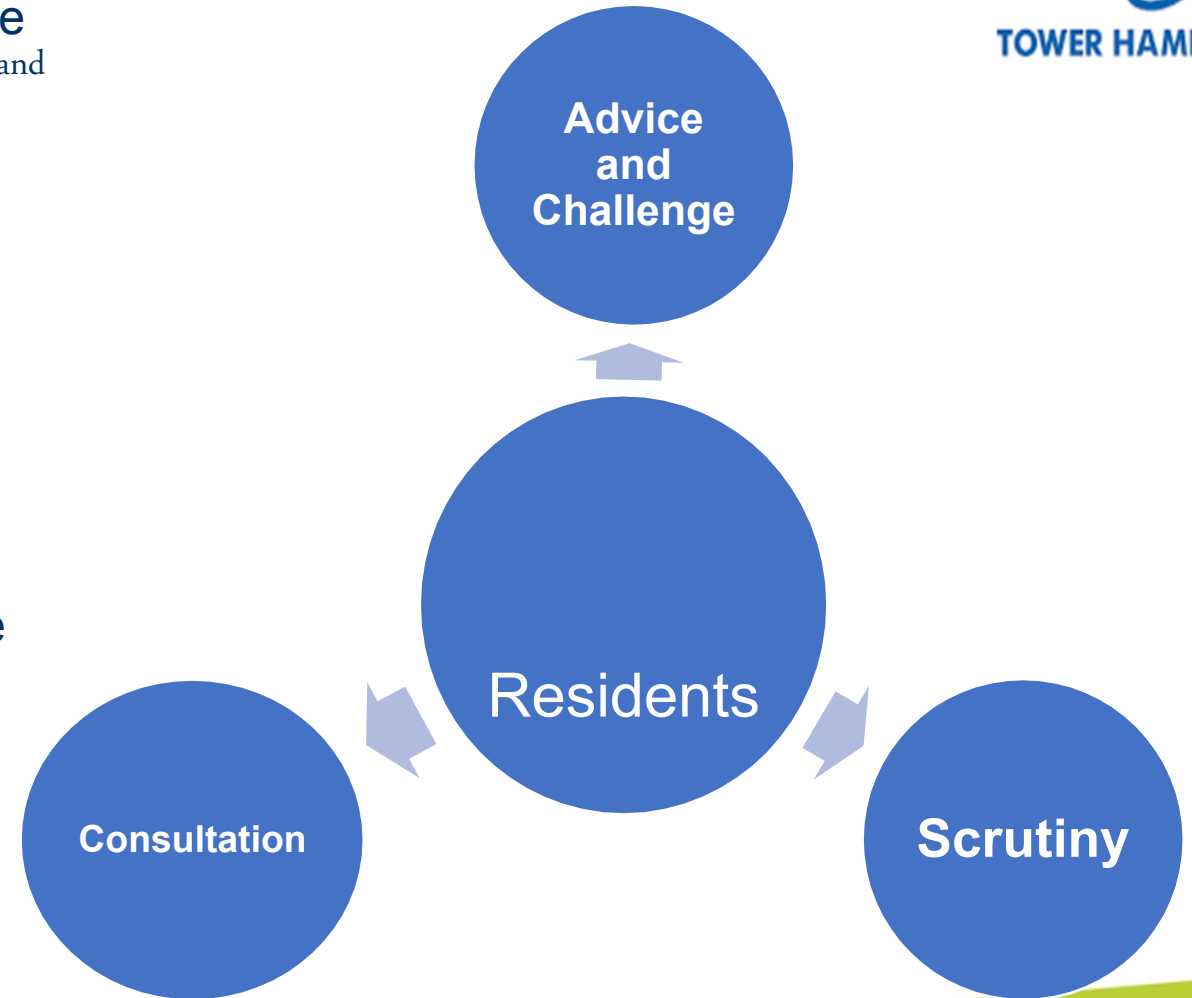 and
TOWER HAM
Advice
and
Challenge
Residents
Consultation
Scrutiny